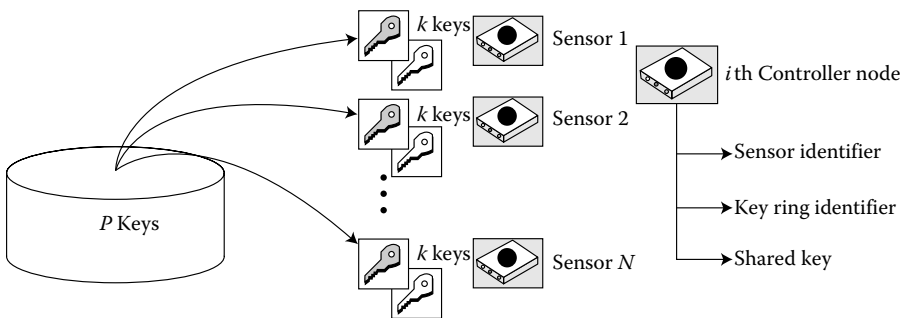 k keys
Sensor 1
k keys
Sensor 2
P Keys
k keys
Sensor N
ith Controller node
Sensor identifier
Key ring identifier
Shared key